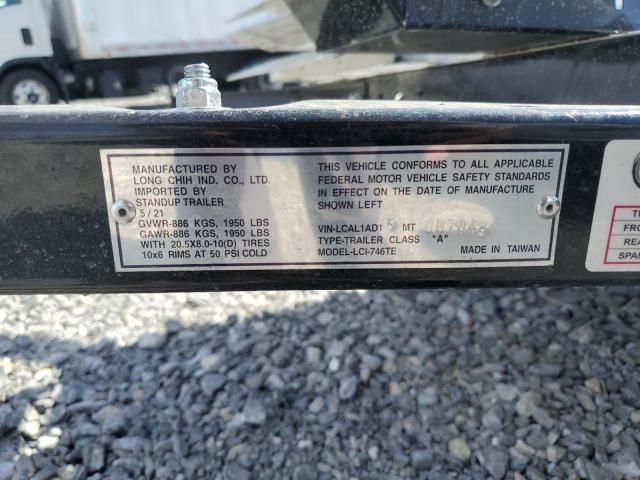 MANUFACTURED BY
LONG CHIH IND. CO., LTD.
IMPORTED BY
STANDUP TRAILER
5 / 21
GVWR-886 KGS, 1950 LBS
GAWR-886 KGS, 1950 LBS
WITH 20.5X8.0-10(D) TIRES
10x6 RIMS AT 50 PSI COLD
THIS VEHICLE CONFORMS TO ALL APPLICABLE
FEDERAL MOTOR VEHICLE SAFETY STANDARDS
IN EFFECT ON THE DATE OF MANUFACTURE
SHOWN LEFT
MT
TYPE-TRAILER CLASS "A"
MODEL-LCI-746TE
MADE IN TAIWAN